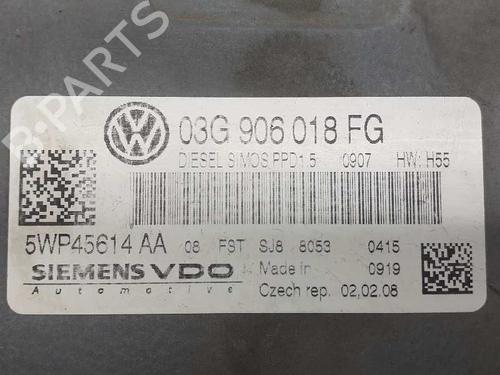 03G 906 018 FG
DIESEL SIMOS PPD1.5 0907 HW: H55
5WP45614 AA 08 FST SJ8 8053 0415
SIEMENS VDO Made in 0919
Automotive Czech rep. 02,02.08
R-PARTS